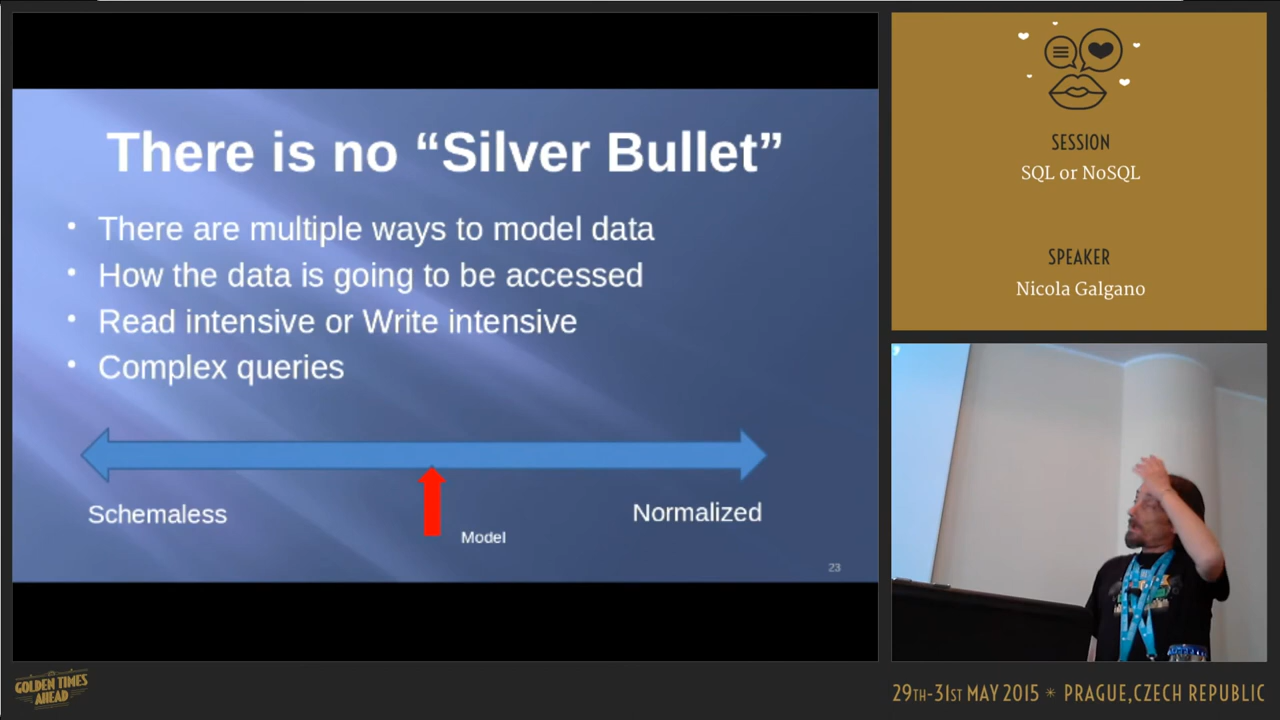 There is no “Silver Bullet”
• There are multiple ways to model data
• How the data is going to be accessed
• Read intensive or Write intensive
• Complex queries
Schemaless
Normalized
Model
23
SESSION
SQL or NoSQL
SPEAKER
Nicola Galgano
GOLDEN TIMES
AHEAD
29TH-31ST MAY 2015 * PRAGUE,CZECH REPUBLIC